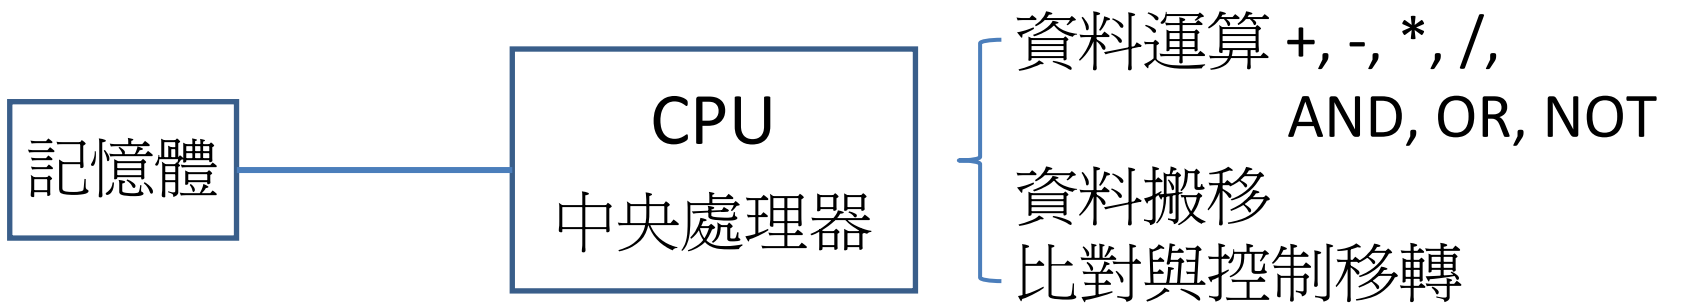 記憶體
CPU
中央處理器
資料運算 +, -, *, /,
AND, OR, NOT
資料搬移
比對與控制移轉